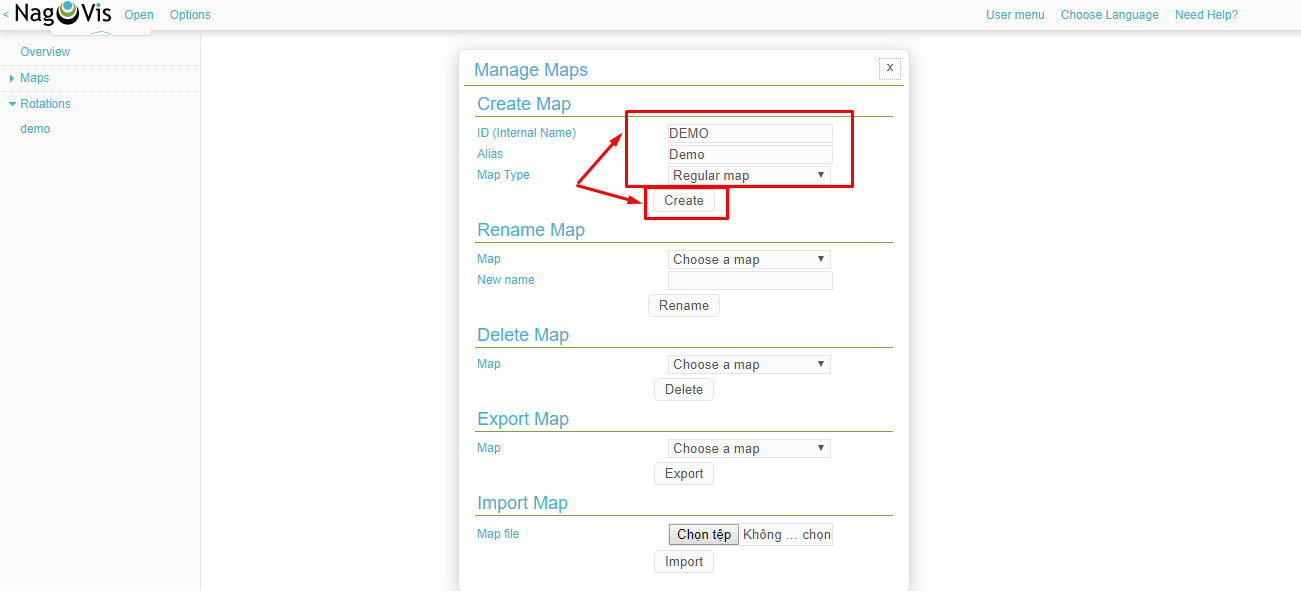 < NagVis Open Options User menu Choose Language Need Help?
Overview
Maps
Rotations
demo
Manage Maps x
Create Map
ID (Internal Name) DEMO
Alias Demo
Map Type Regular map
Create
Rename Map
Map Choose a map
New name
Rename
Delete Map
Map Choose a map
Delete
Export Map
Map Choose a map
Export
Import Map
Map file Chọn tệp Không ... chọn
Import